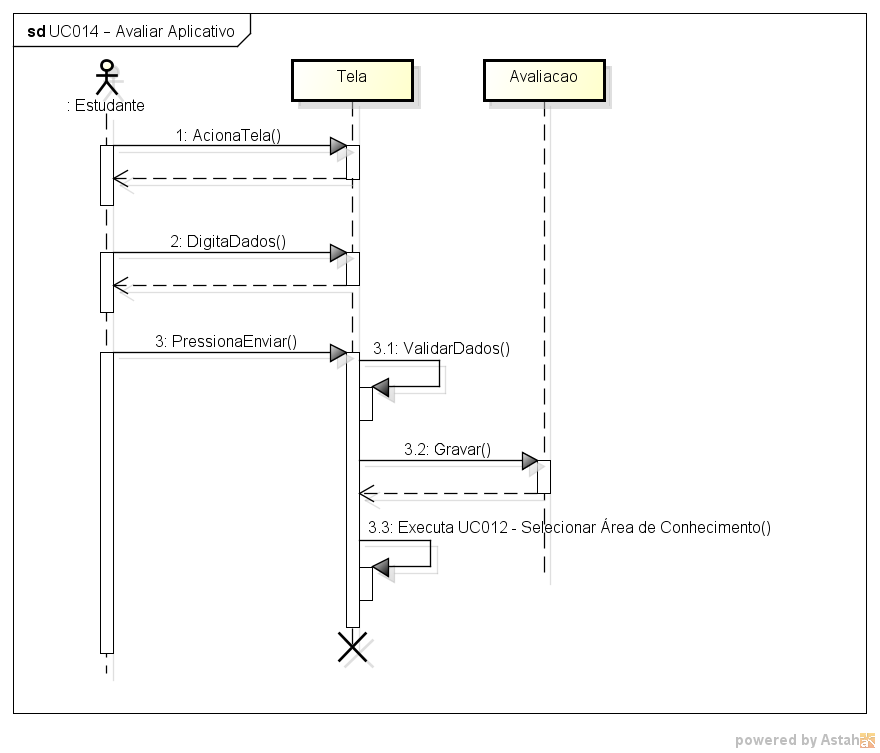 sd UC014 – Avaliar Aplicativo
Tela
Avaliacao
: Estudante
1: AcionaTela()
2: DigitaDados()
3: PressionaEnviar()
3.1: ValidarDados()
3.2: Gravar()
3.3: Executa UC012 - Selecionar Área de Conhecimento()
powered by Astah